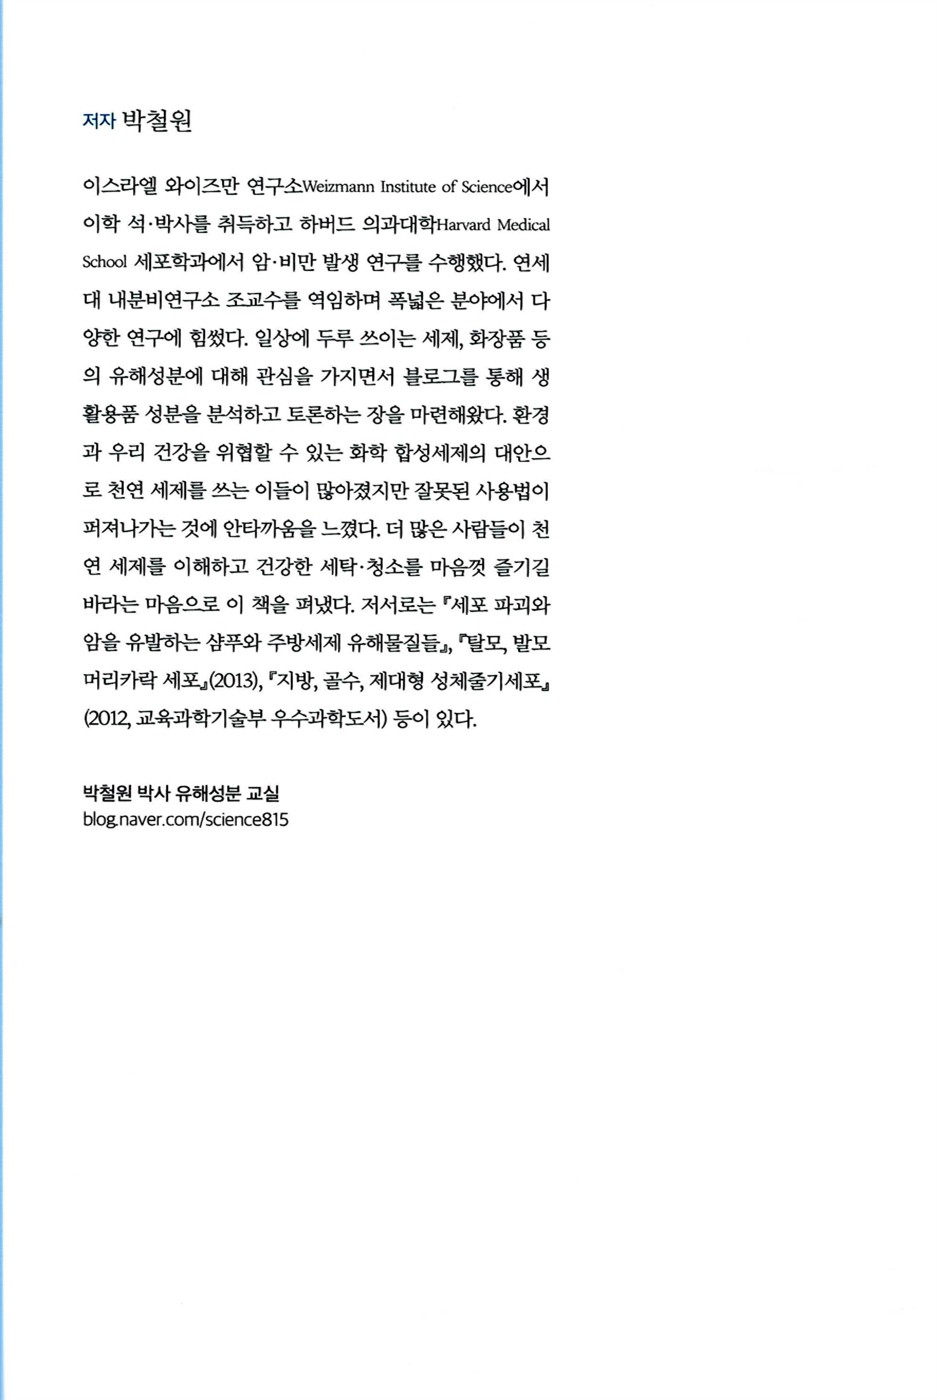 저자 박철원
이스라엘 와이즈만 연구소Weizmann Institute of Science에서
이학 석·박사를 취득하고 하버드 의과대학Harvard Medical
School 세포학과에서 암·비만 발생 연구를 수행했다. 연세
대 내분비연구소 조교수를 역임하며 폭넓은 분야에서 다
양한 연구에 힘썼다. 일상에 두루 쓰이는 세제, 화장품 등
의 유해성분에 대해 관심을 가지면서 블로그를 통해 생
활용품 성분을 분석하고 토론하는 장을 마련해왔다. 환경
과 우리 건강을 위협할 수 있는 화학 합성세제의 대안으
로 천연 세제를 쓰는 이들이 많아졌지만 잘못된 사용법이
퍼져나가는 것에 안타까움을 느꼈다. 더 많은 사람들이 천
연 세제를 이해하고 건강한 세탁·청소를 마음껏 즐기길
바라는 마음으로 이 책을 펴냈다. 저서로는 『세포 파괴와
암을 유발하는 샴푸와 주방세제 유해물질들』, 『탈모, 발모
머리카락 세포』(2013), 『지방, 골수, 제대형 성체줄기세포』
(2012, 교육과학기술부 우수과학도서) 등이 있다.
박철원 박사 유해성분 교실
blog.naver.com/science815